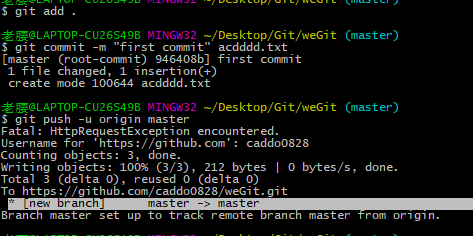 $ git add .
老腰@LAPTOP-CU26S49B MINGW32 ~/Desktop/Git/weGit (master)
$ git commit -m "first commit" acdddd.txt
[master (root-commit) 946408b] first commit
1 file changed, 1 insertion(+)
create mode 100644 acdddd.txt
老腰@LAPTOP-CU26S49B MINGW32 ~/Desktop/Git/weGit (master)
$ git push -u origin master
Fatal: HttpRequestException encountered.
Username for 'https://github.com': caddo0828
Counting objects: 3, done.
Writing objects: 100% (3/3), 212 bytes | 0 bytes/s, done.
Total 3 (delta 0), reused 0 (delta 0)
To https://github.com/caddo0828/weGit.git
* [new branch] master -> master
Branch master set up to track remote branch master from origin.